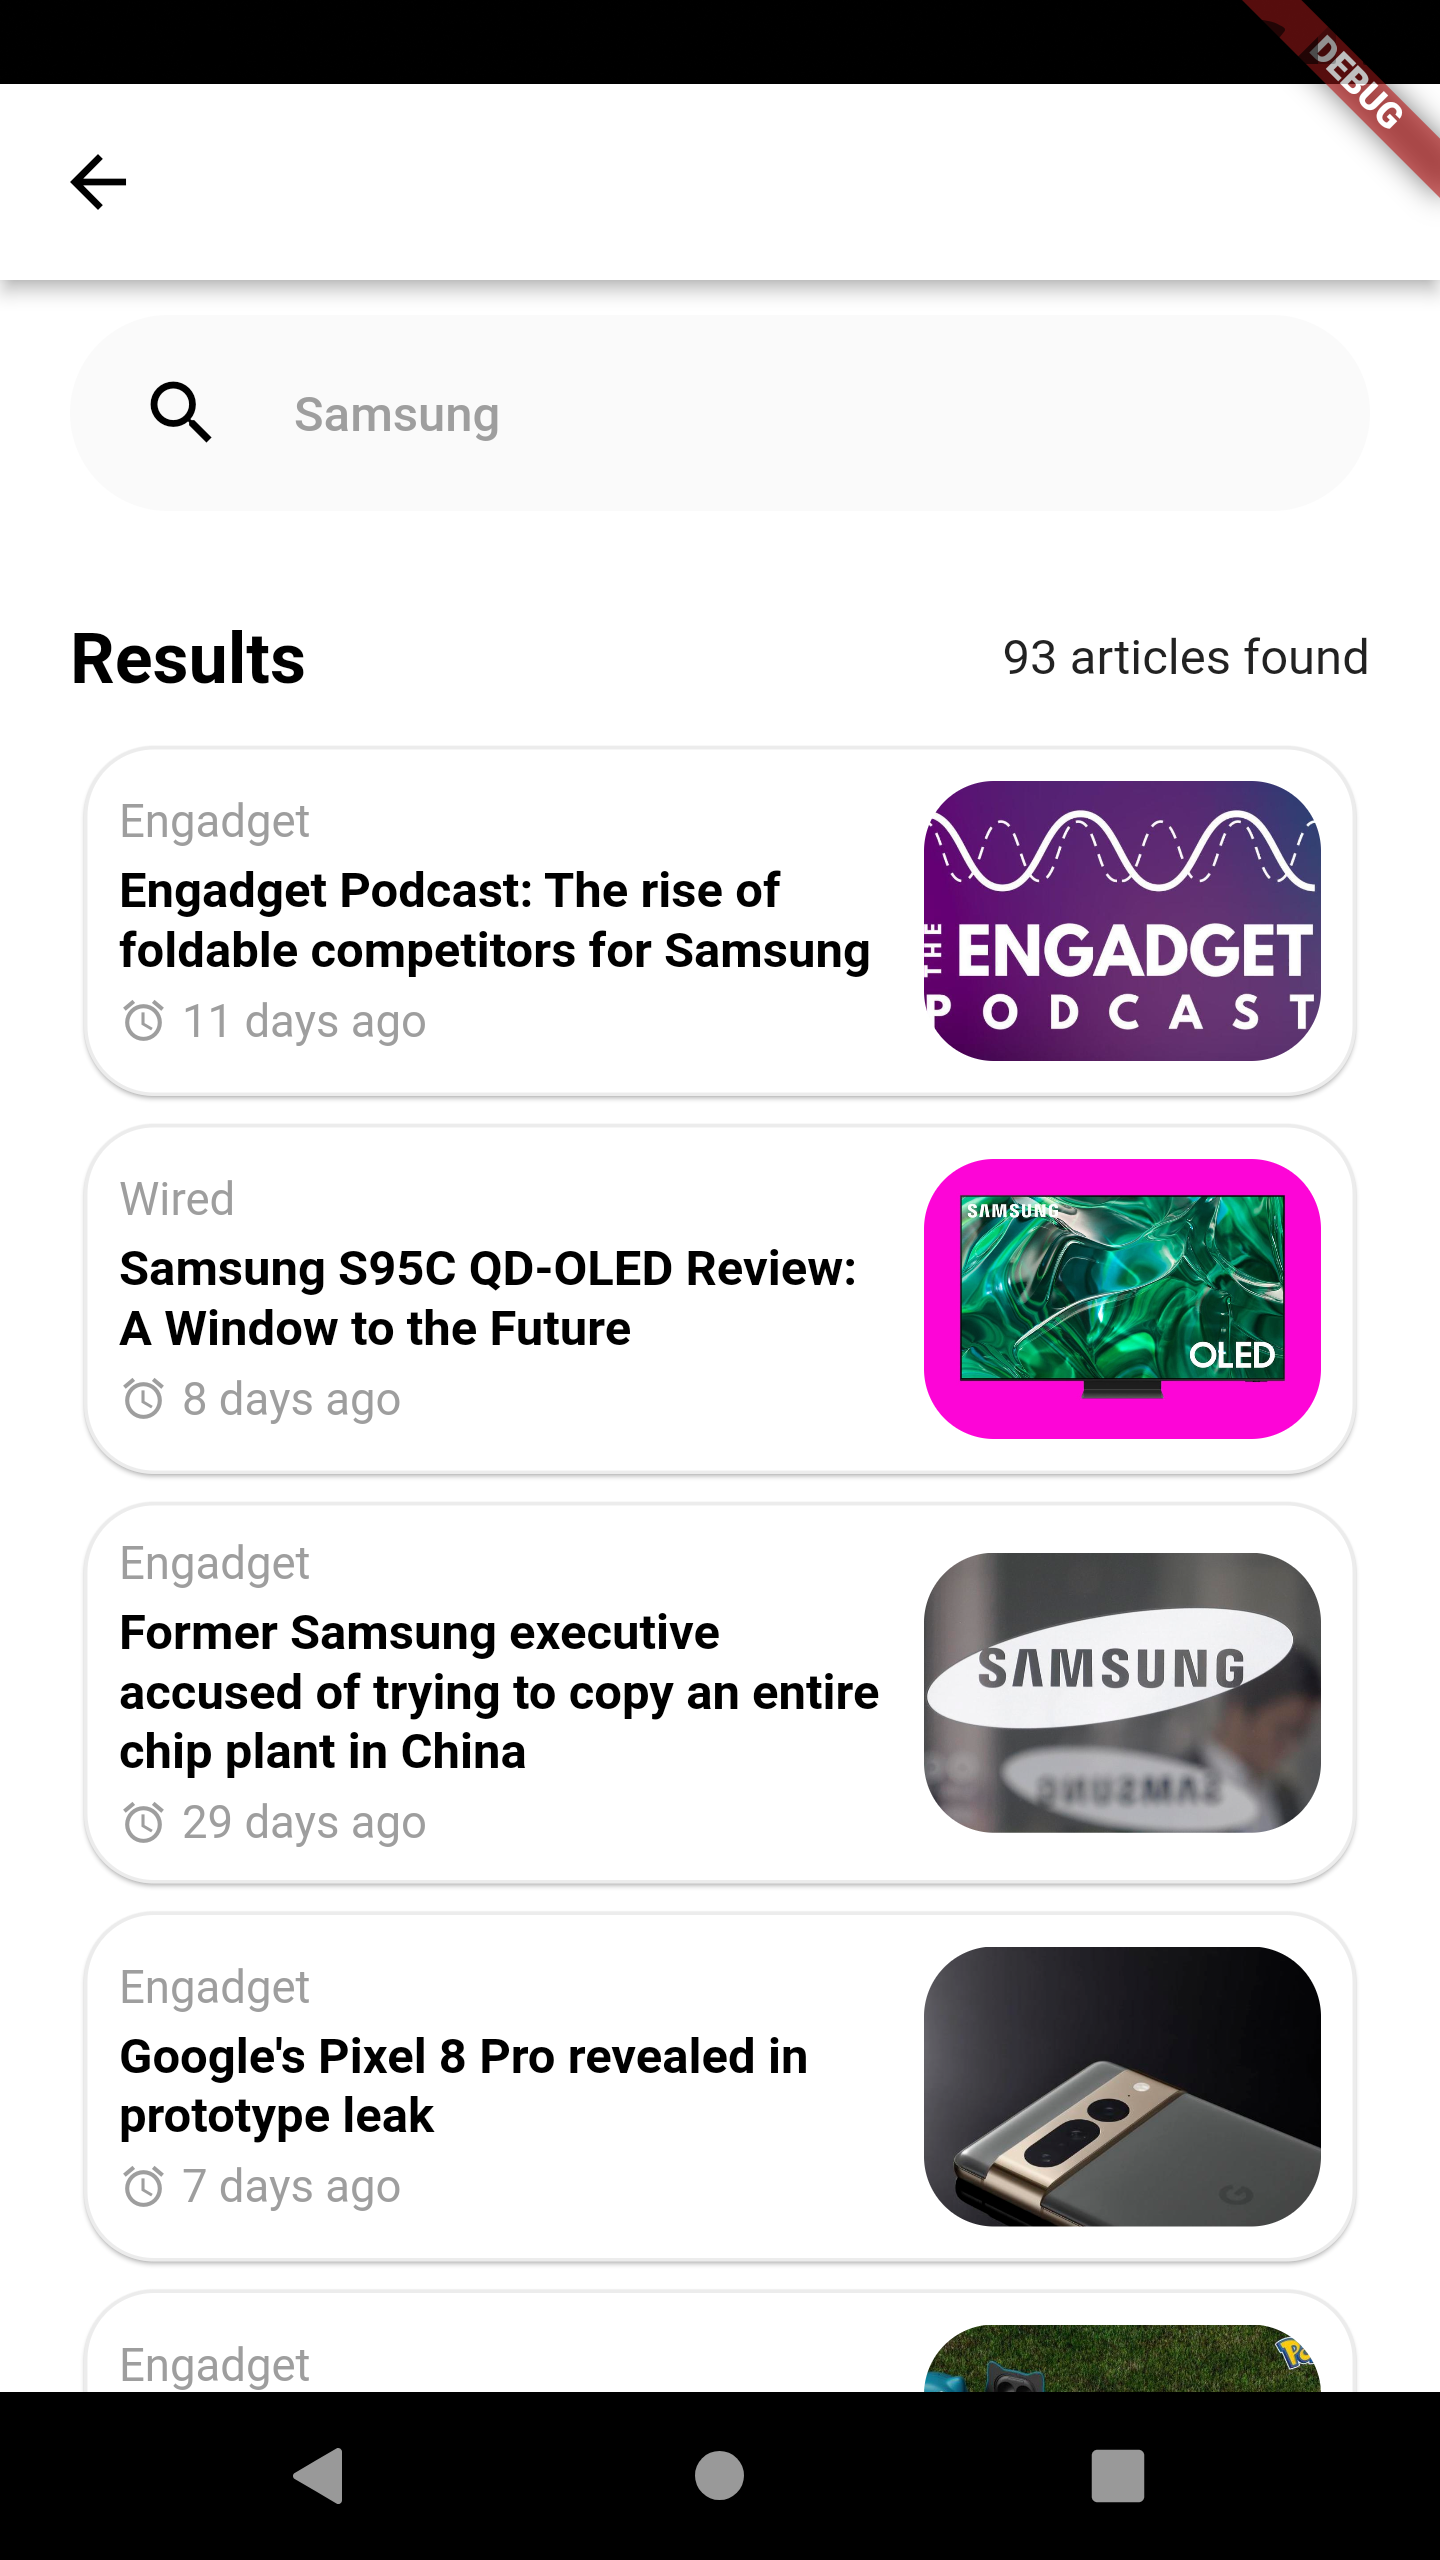 DEBUG
Samsung
Results
93 articles found
Engadget
Engadget Podcast: The rise of
foldable competitors for Samsung
11 days ago
THE
ENGADGET
PODCAST
Wired
Samsung S95C QD-OLED Review:
A Window to the Future
8 days ago
SAMSUNG
OLED
Engadget
Former Samsung executive
accused of trying to copy an entire
chip plant in China
29 days ago
SAMSUNG
SAMSUNG
Engadget
Google's Pixel 8 Pro revealed in
prototype leak
7 days ago
G
Engadget